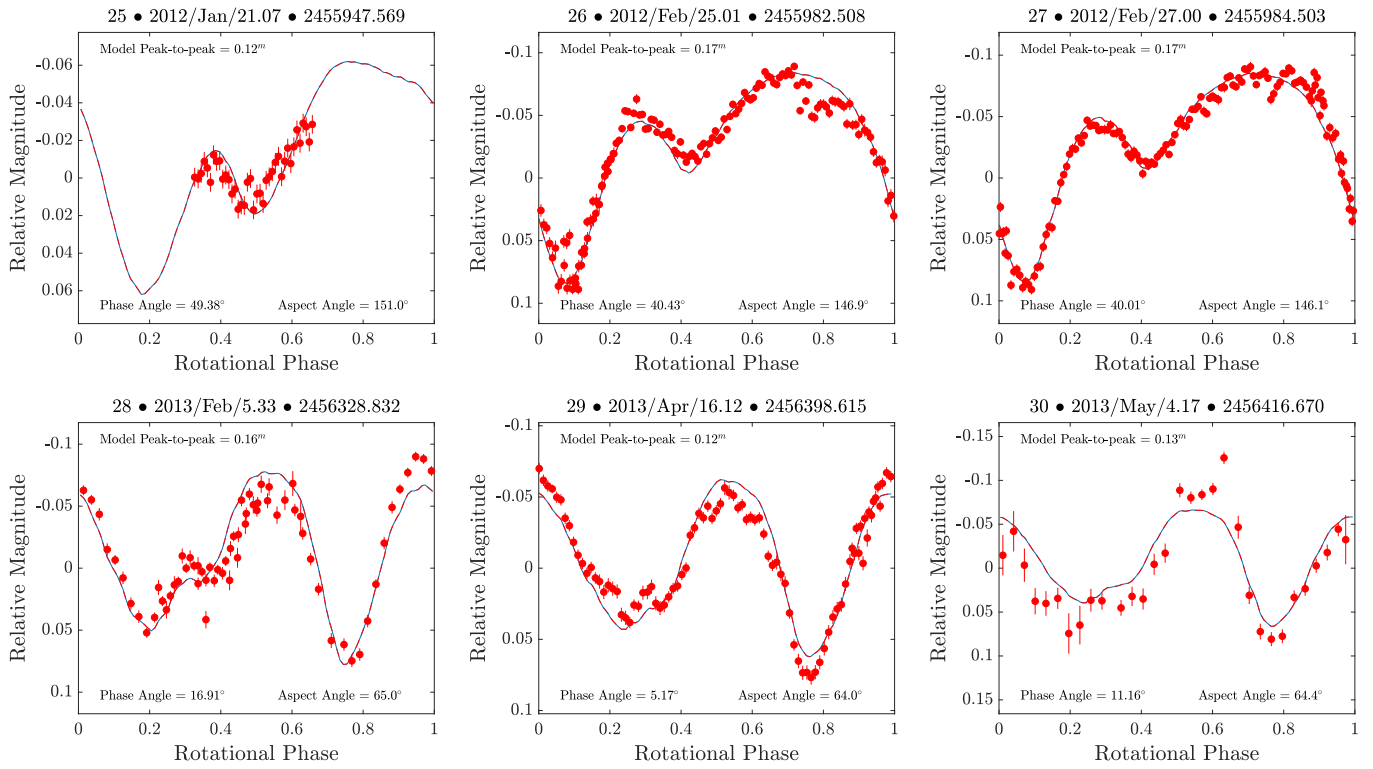 25 ● 2012/Jan/21.07 ● 2455947.569
Model Peak-to-peak = 0.12ᵐ
-0.06
-0.04
-0.02
0
0.02
0.04
0.06
Relative Magnitude
Phase Angle = 49.38°
Aspect Angle = 151.0°
0 0.2 0.4 0.6 0.8 1
Rotational Phase
26 ● 2012/Feb/25.01 ● 2455982.508
Model Peak-to-peak = 0.17ᵐ
-0.1
-0.05
0
0.05
0.1
Relative Magnitude
Phase Angle = 40.43°
Aspect Angle = 146.9°
0 0.2 0.4 0.6 0.8 1
Rotational Phase
27 ● 2012/Feb/27.00 ● 2455984.503
Model Peak-to-peak = 0.17ᵐ
-0.1
-0.05
0
0.05
0.1
Relative Magnitude
Phase Angle = 40.01°
Aspect Angle = 146.1°
0 0.2 0.4 0.6 0.8 1
Rotational Phase
28 ● 2013/Feb/5.33 ● 2456328.832
Model Peak-to-peak = 0.16ᵐ
-0.1
-0.05
0
0.05
0.1
Relative Magnitude
Phase Angle = 16.91°
Aspect Angle = 65.0°
0 0.2 0.4 0.6 0.8 1
Rotational Phase
29 ● 2013/Apr/16.12 ● 2456398.615
Model Peak-to-peak = 0.12ᵐ
-0.1
-0.05
0
0.05
0.1
Relative Magnitude
Phase Angle = 5.17°
Aspect Angle = 64.0°
0 0.2 0.4 0.6 0.8 1
Rotational Phase
30 ● 2013/May/4.17 ● 2456416.670
Model Peak-to-peak = 0.13ᵐ
-0.15
-0.1
-0.05
0
0.05
0.1
0.15
Relative Magnitude
Phase Angle = 11.16°
Aspect Angle = 64.4°
0 0.2 0.4 0.6 0.8 1
Rotational Phase